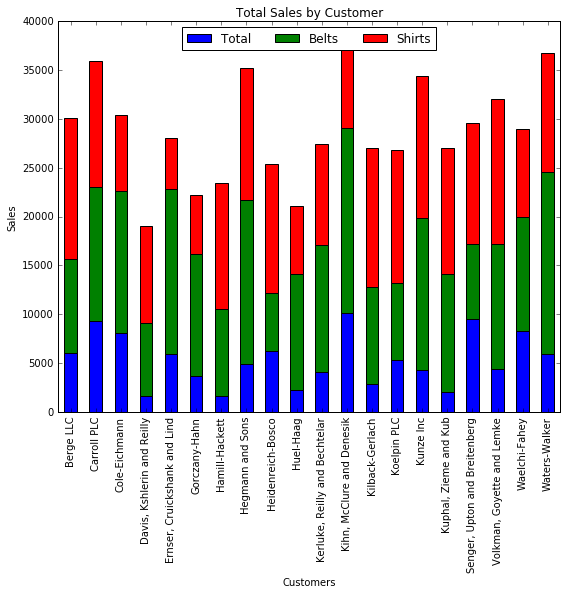 Total Sales by Customer
Total Belts Shirts
40000
35000
30000
25000
20000
15000
10000
5000
0
Sales
Berge LLC
Carroll PLC
Cole-Eichmann
Davis, Kshlerin and Reilly
Ernser, Cruickshank and Lind
Gorczany-Hahn
Hamill-Hackett
Hegmann and Sons
Heidenreich-Bosco
Huel-Haag
Kerluke, Reilly and Bechtelar
Kihn, McClure and Denesik
Kilback-Gerlach
Koelpin PLC
Kunze Inc
Kuphal, Zieme and Kub
Senger, Upton and Breitenberg
Volkman, Goyette and Lemke
Waelchi-Fahey
Waters-Walker
Customers